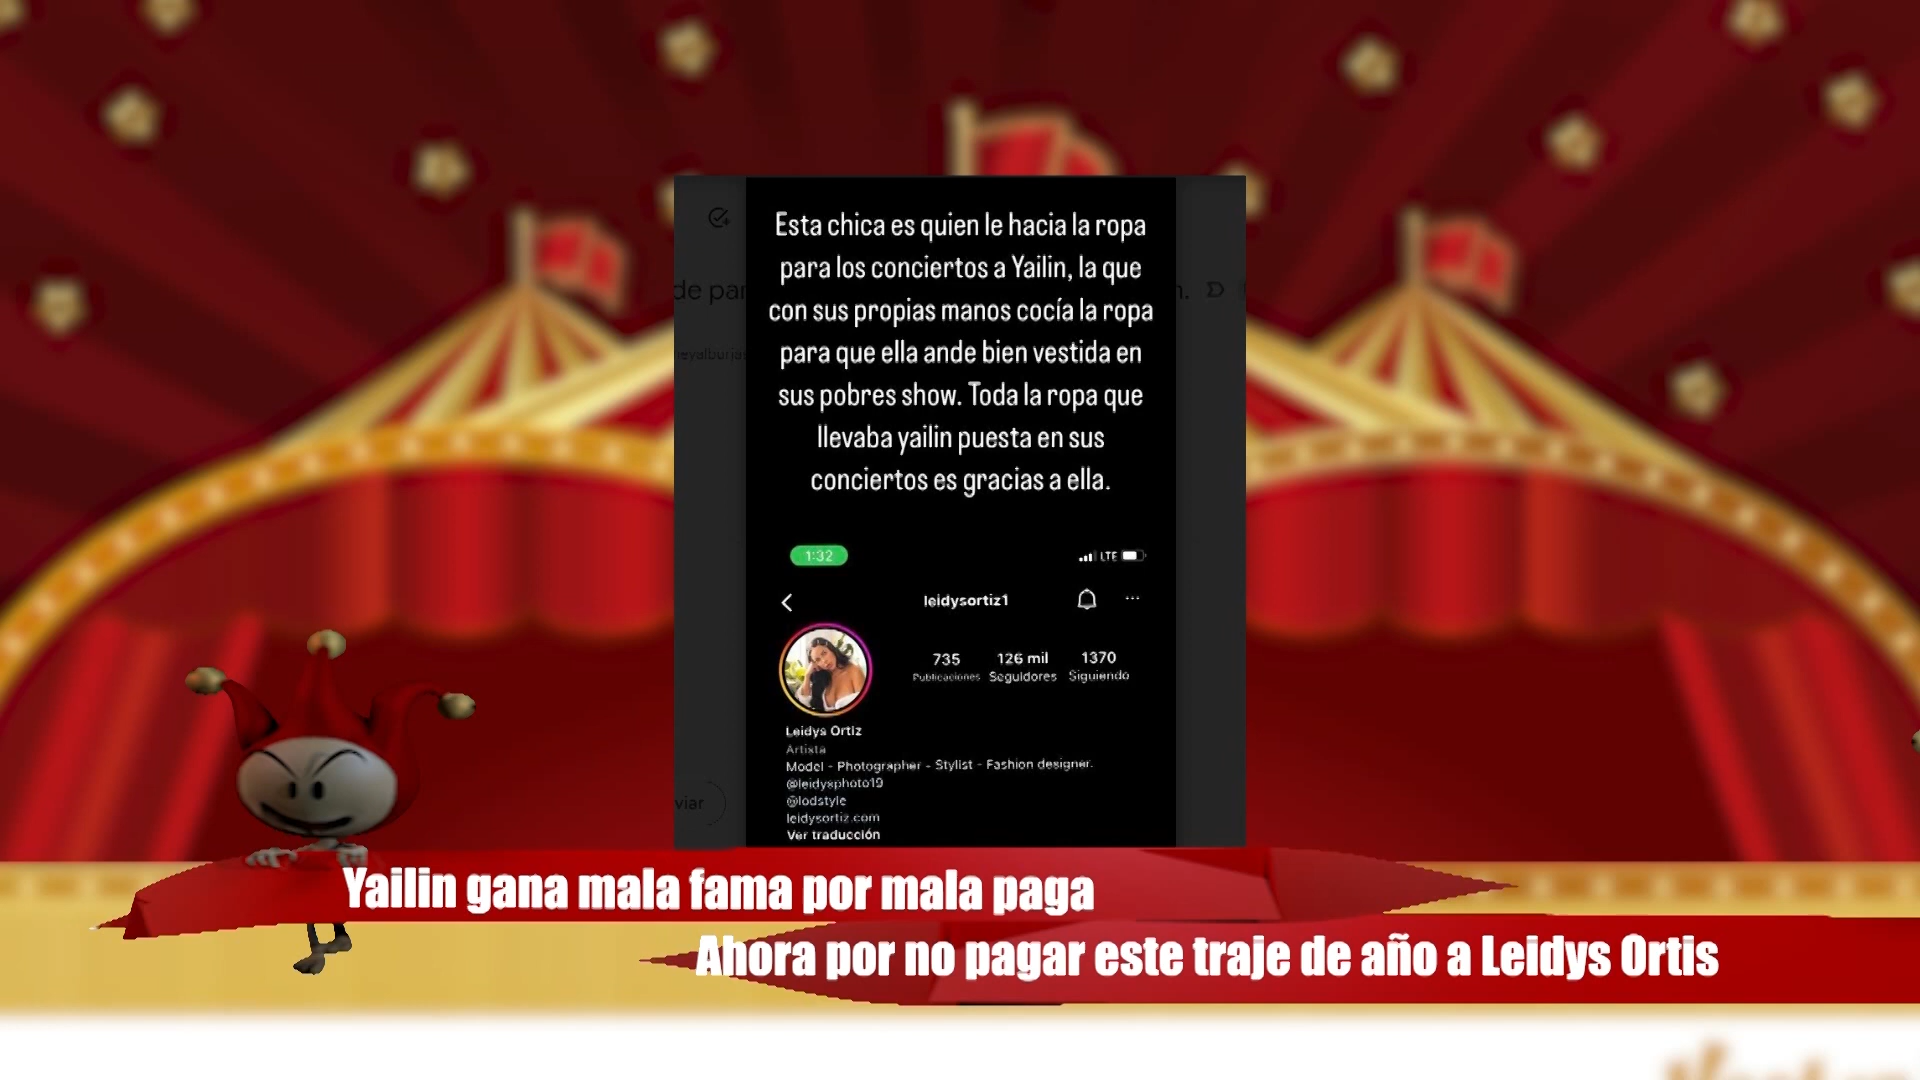 Esta chica es quien le hacia la ropa
para los conciertos a Yailin, la que
con sus propias manos cocía la ropa
para que ella ande bien vestida en
sus pobres show. Toda la ropa que
llevaba yailin puesta en sus
conciertos es gracias a ella.
de par
viar
1:32
LTE
leidysortiz1
735 126 mil 1370
Publicaciones Seguidores Siguiendo
Leidys Ortiz
Artista
Model - Photographer - Stylist - Fashion designer.
@leidysphoto19
@lodstyle
leidysortiz.com
Ver traducción
Yailin gana mala fama por mala paga
Ahora por no pagar este traje de año a Leidys Ortis